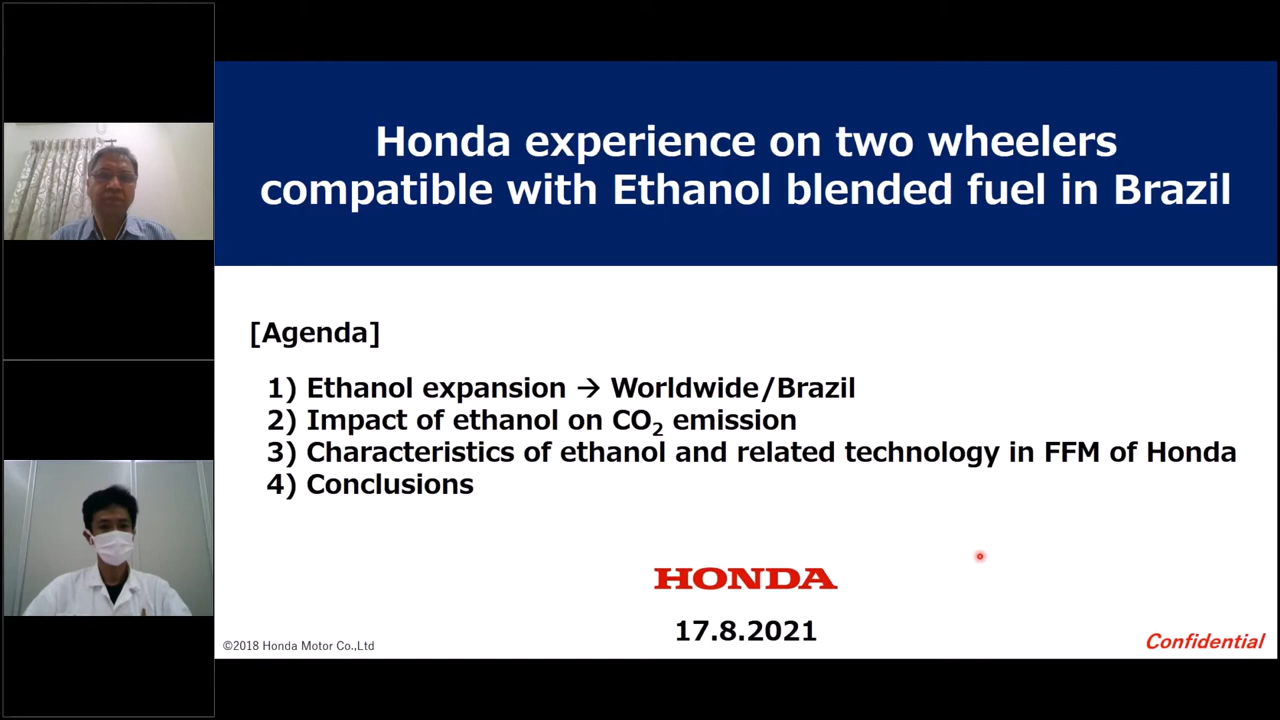 Honda experience on two wheelers
compatible with Ethanol blended fuel in Brazil
[Agenda]
1) Ethanol expansion → Worldwide/Brazil
2) Impact of ethanol on CO₂ emission
3) Characteristics of ethanol and related technology in FFM of Honda
4) Conclusions
HONDA
17.8.2021
©2018 Honda Motor Co.,Ltd
Confidential